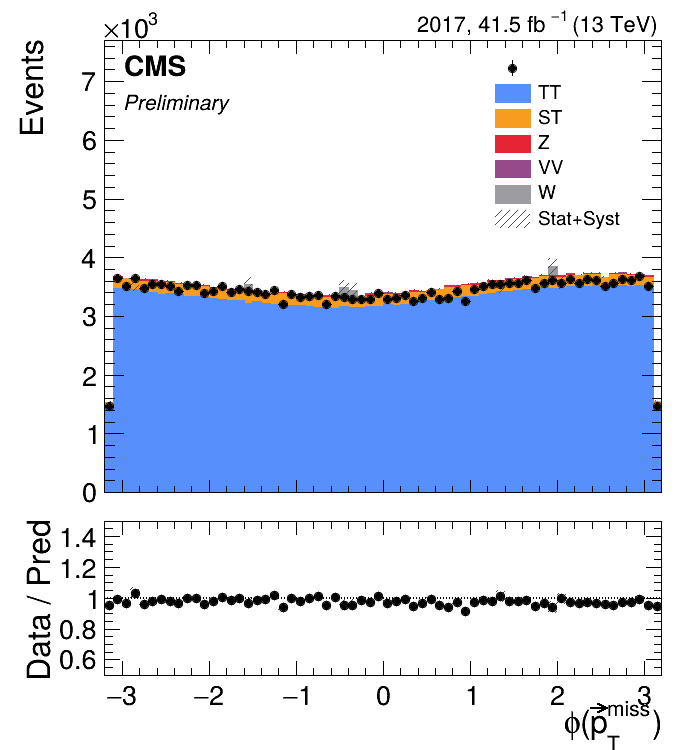 ×10³
2017, 41.5 fb⁻¹ (13 TeV)
Events
CMS
Preliminary
TT
ST
Z
VV
W
Stat+Syst
7
6
5
4
3
2
1
0
Data / Pred
1.4
1.2
1
0.8
0.6
−3 −2 −1 0 1 2 3
ϕ(p⃗_T^miss)